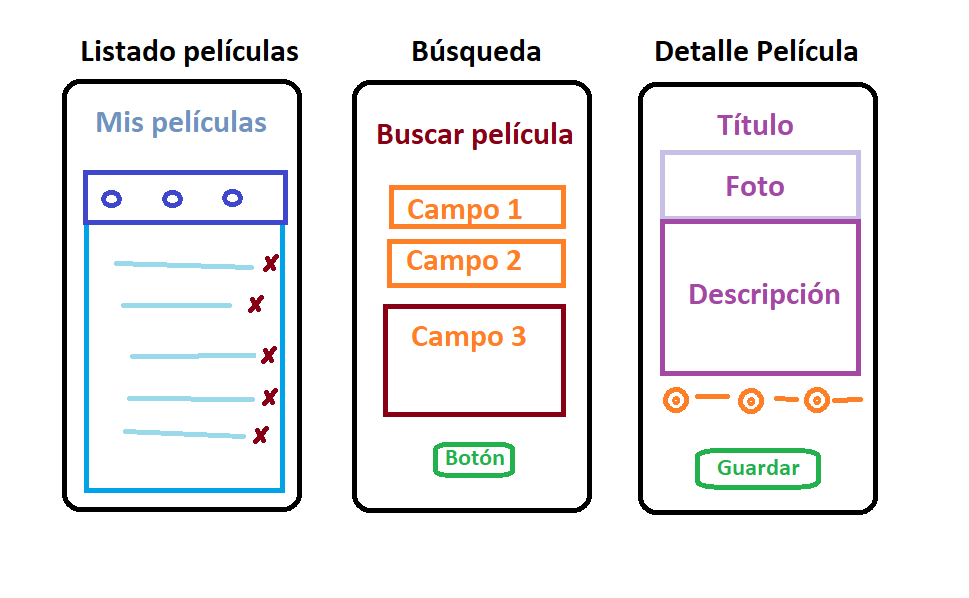 Listado películas
Mis películas
Búsqueda
Buscar película
Campo 1
Campo 2
Campo 3
Botón
Detalle Película
Título
Foto
Descripción
Guardar